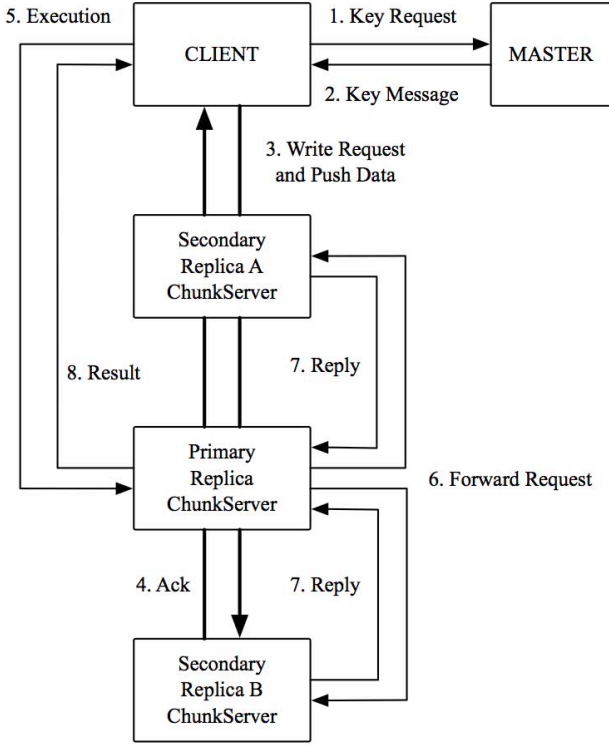 5. Execution
1. Key Request
CLIENT
MASTER
2. Key Message
3. Write Request
and Push Data
Secondary
Replica A
ChunkServer
8. Result
7. Reply
Primary
Replica
ChunkServer
6. Forward Request
4. Ack
7. Reply
Secondary
Replica B
ChunkServer